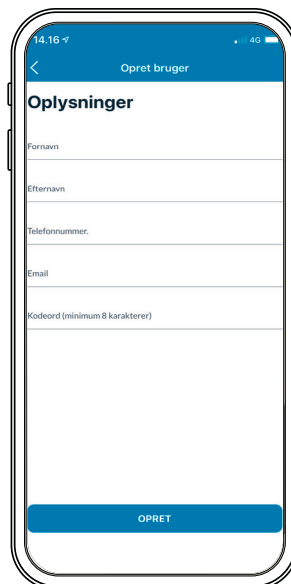 14.16
4G
Opret bruger
Oplysninger
Fornavn
Efternavn
Telefonnummer.
Email
Kodeord (minimum 8 karakterer)
OPRET